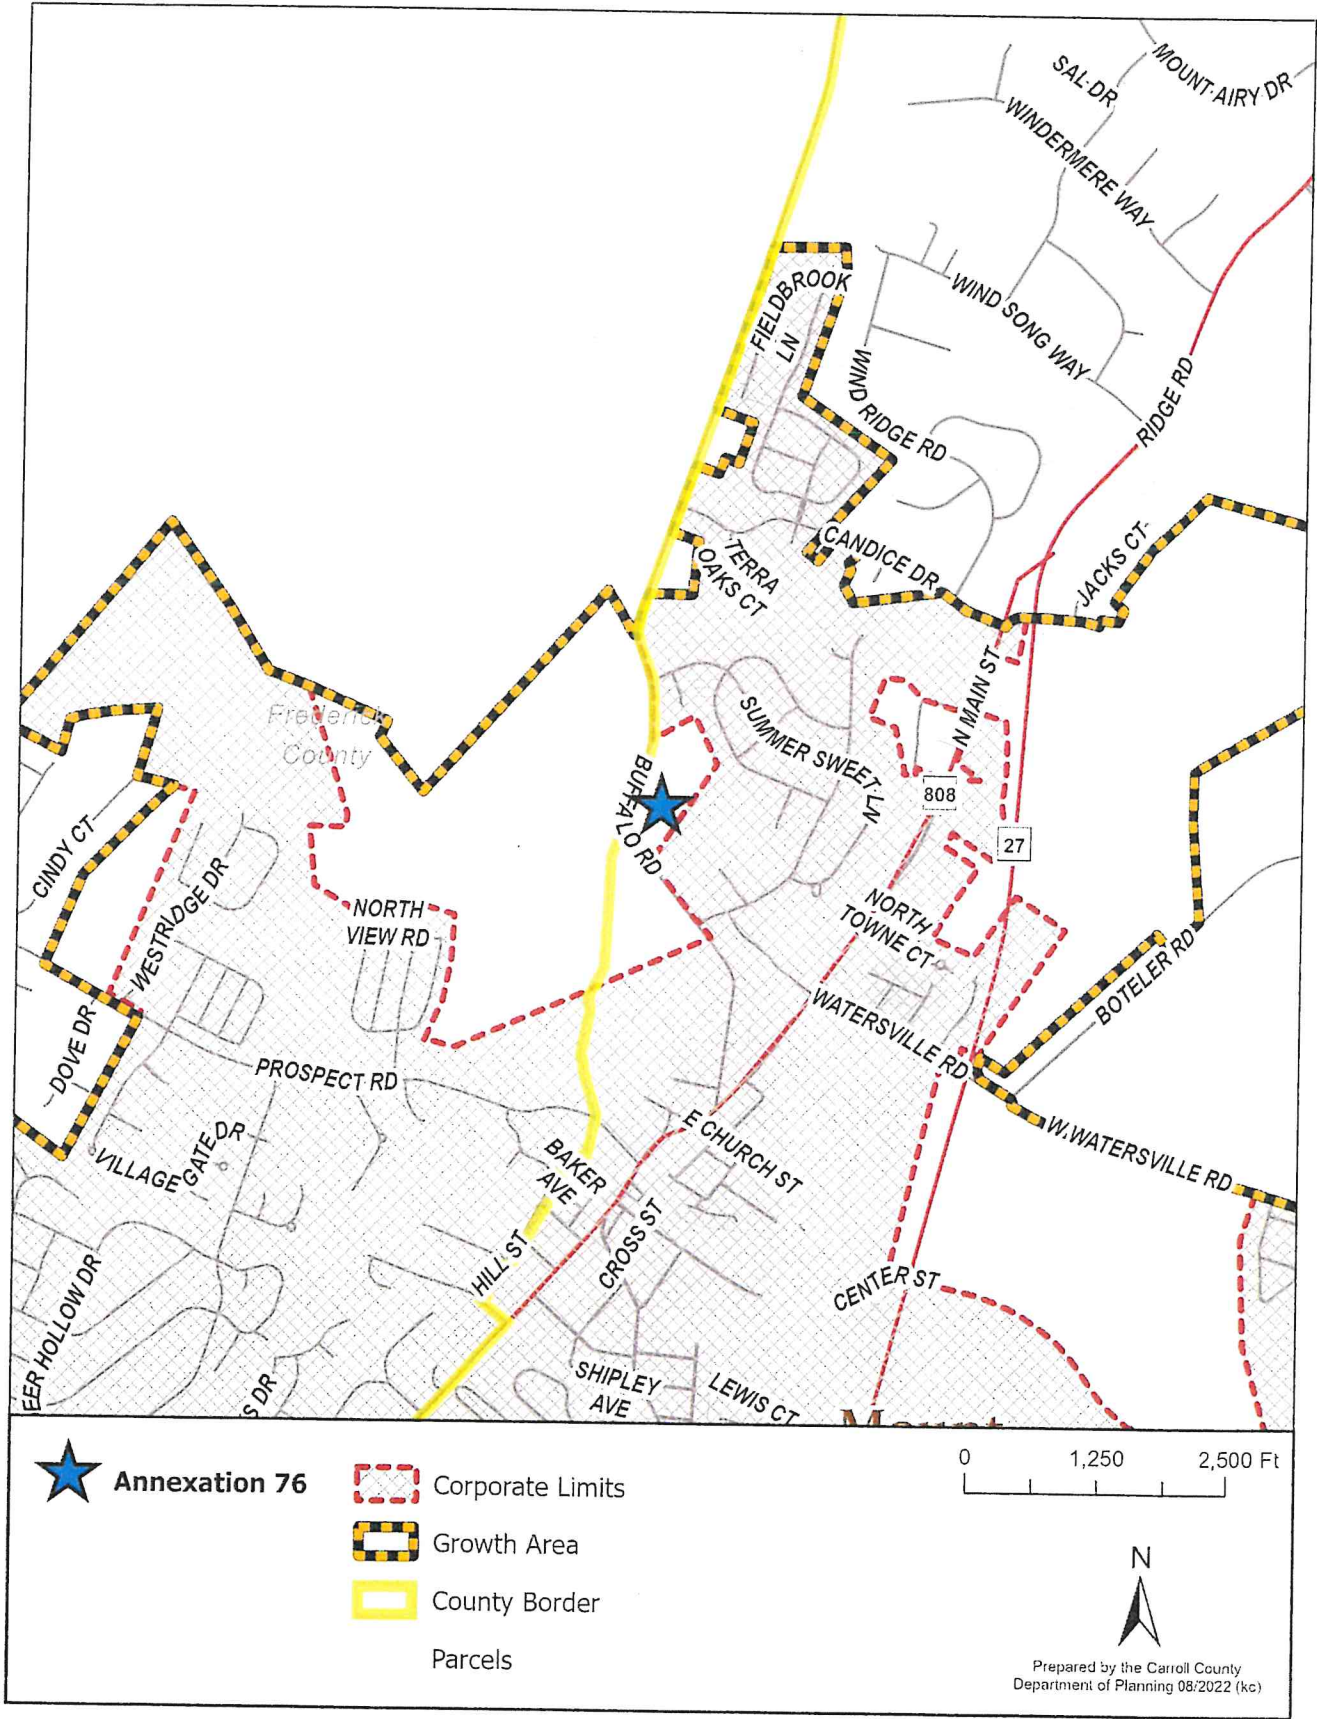 MOUNT AIRY DR
SAL DR
WINDERMERE WAY
FIELDBROOK
LN
WIND SONG WAY
WIND RIDGE RD
RIDGE RD
TERRA
OAKS CT
CANDICE DR
JACKS CT
Frederick
County
N MAIN ST
SUMMER SWEET LN
BUFFALO RD
808
27
CINDY CT
WESTRIDGE DR
NORTH
VIEW RD
NORTH
TOWNE CT
BOTELER RD
WATERSVILLE RD
DOVE DR
PROSPECT RD
E CHURCH ST
W.WATERSVILLE RD
VILLAGE GATE DR
BAKER
AVE
CROSS ST
HILL ST
CENTER ST
EER HOLLOW DR
S DR
SHIPLEY
AVE
LEWIS CT
Mount
Annexation 76
Corporate Limits
Growth Area
County Border
Parcels
0 1,250 2,500 Ft
N
Prepared by the Carroll County
Department of Planning 08/2022 (kc)